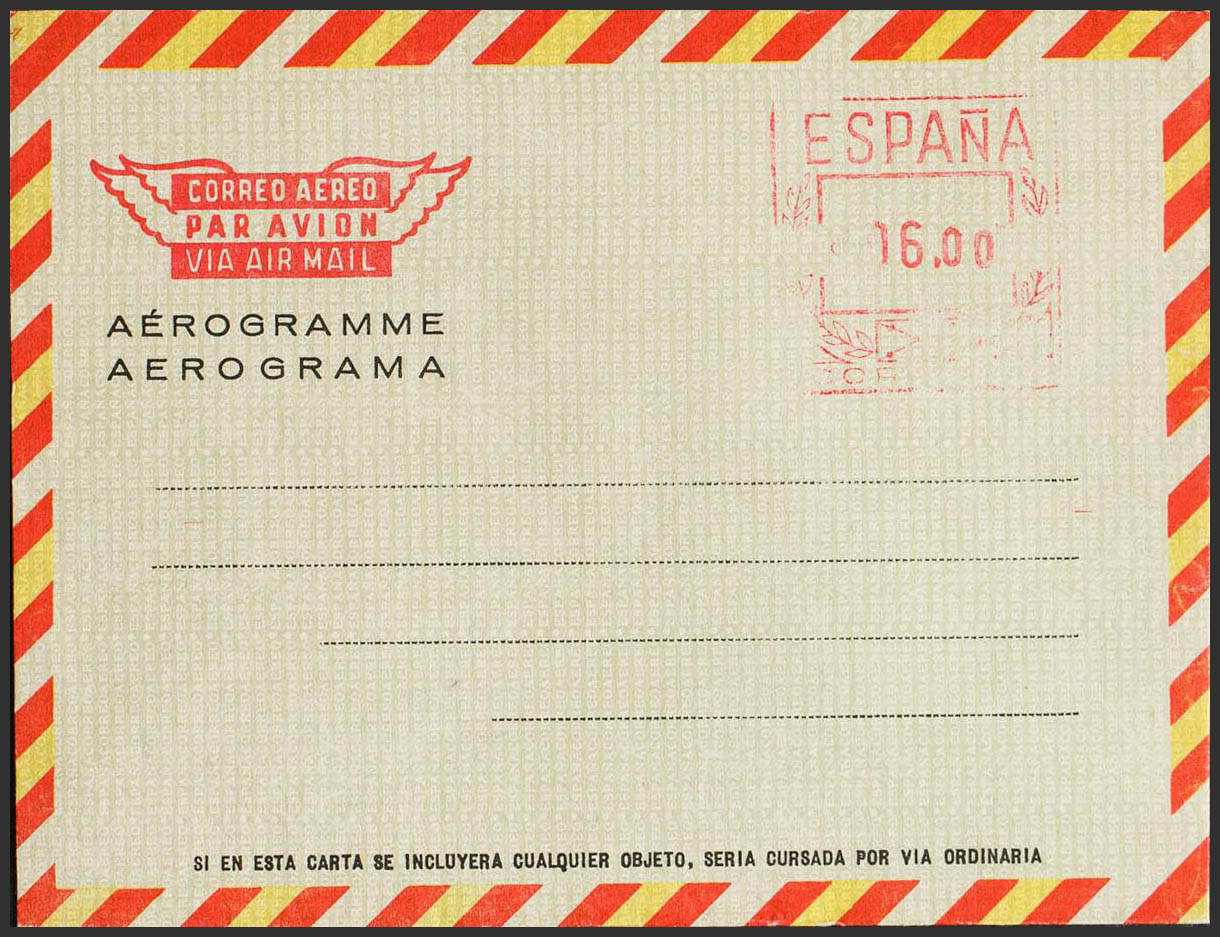 ESPAÑA
CORREO AEREO
PAR AVION
VIA AIR MAIL
16.00
AÉROGRAMME
AEROGRAMA
SI EN ESTA CARTA SE INCLUYERA CUALQUIER OBJETO, SERIA CURSADA POR VIA ORDINARIA